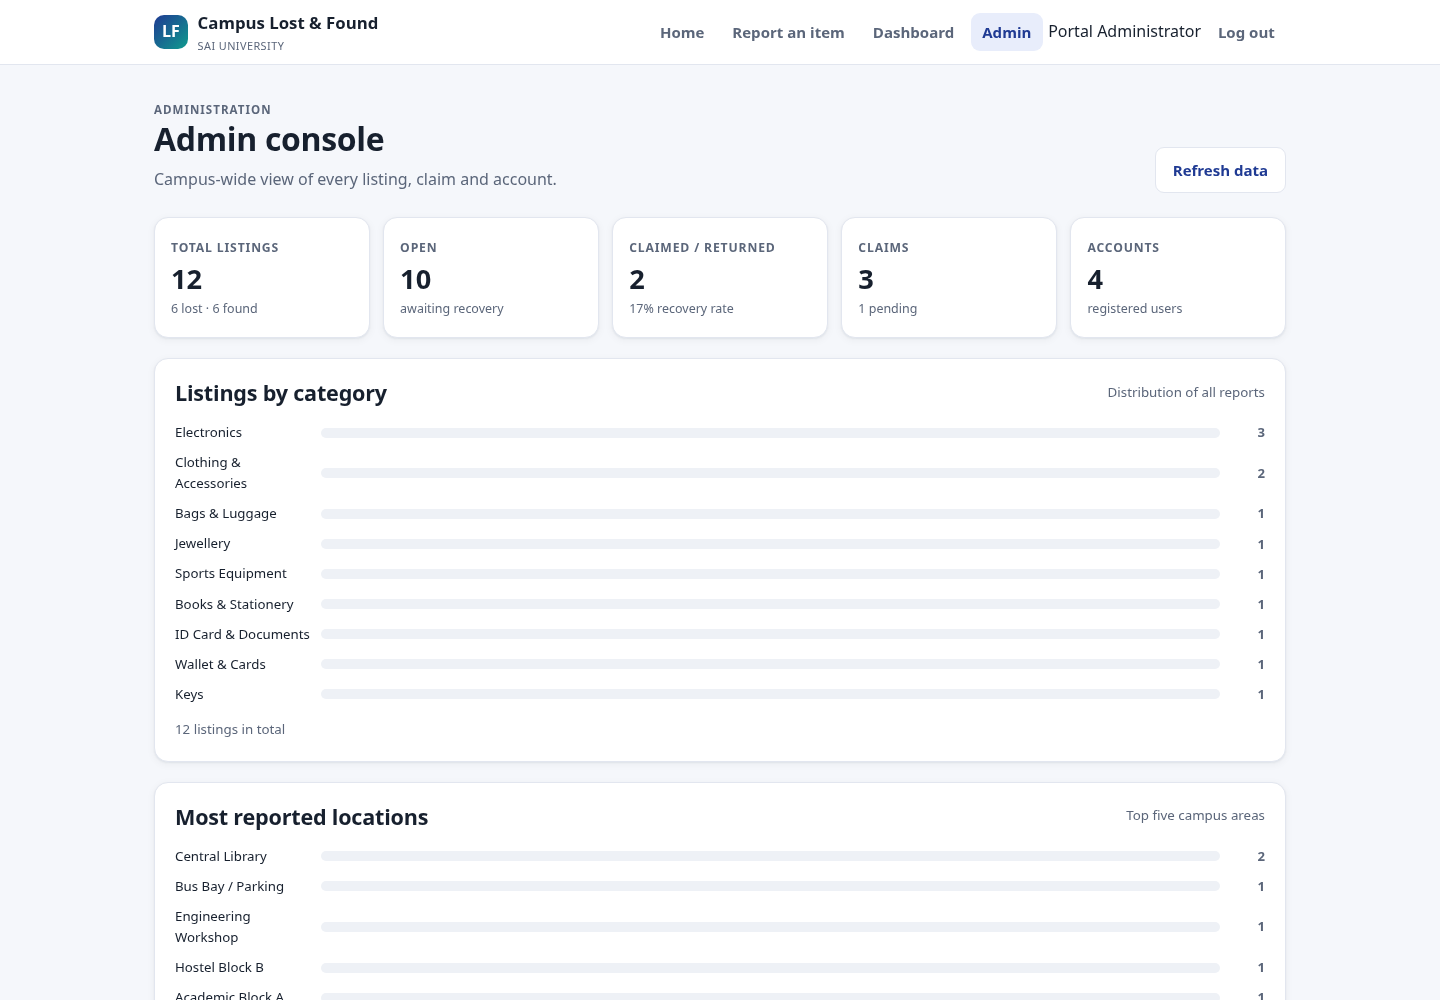 LF
Campus Lost & Found
SAI UNIVERSITY
Home
Report an item
Dashboard
Admin
Portal Administrator
Log out
ADMINISTRATION
Admin console
Campus-wide view of every listing, claim and account.
Refresh data
TOTAL LISTINGS
12
6 lost · 6 found
OPEN
10
awaiting recovery
CLAIMED / RETURNED
2
17% recovery rate
CLAIMS
3
1 pending
ACCOUNTS
4
registered users
Listings by category
Distribution of all reports
Electronics
3
Clothing &
Accessories
2
Bags & Luggage
1
Jewellery
1
Sports Equipment
1
Books & Stationery
1
ID Card & Documents
1
Wallet & Cards
1
Keys
1
12 listings in total
Most reported locations
Top five campus areas
Central Library
2
Bus Bay / Parking
1
Engineering
Workshop
1
Hostel Block B
1
Academic Block A
1